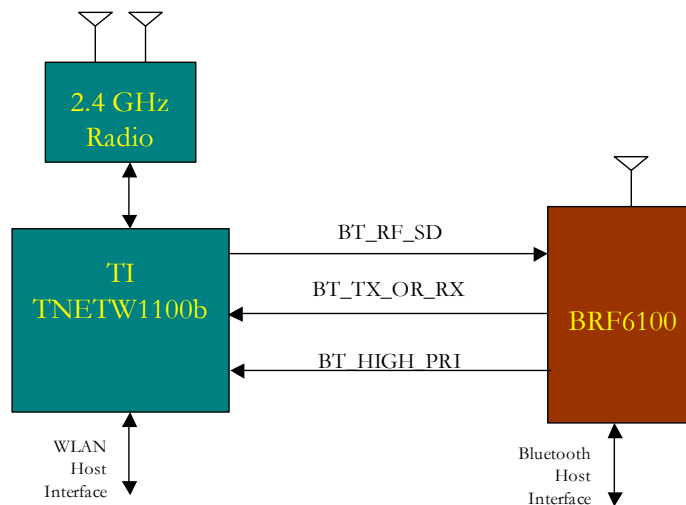 2.4 GHz
Radio
TI
TNETW1100b
BT_RF_SD
BT_TX_OR_RX
BT_HIGH_PRI
BRF6100
WLAN
Host
Interface
Bluetooth
Host
Interface